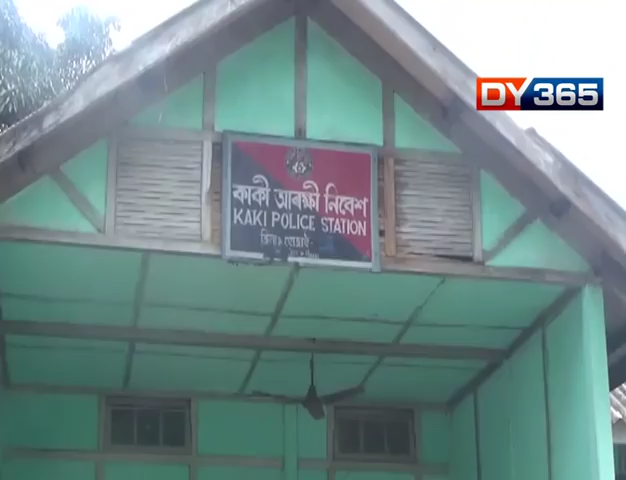 DY365
কাকী আৰক্ষী নিৱেশ
KAKI POLICE STATION
জিলাঃ হোজাই